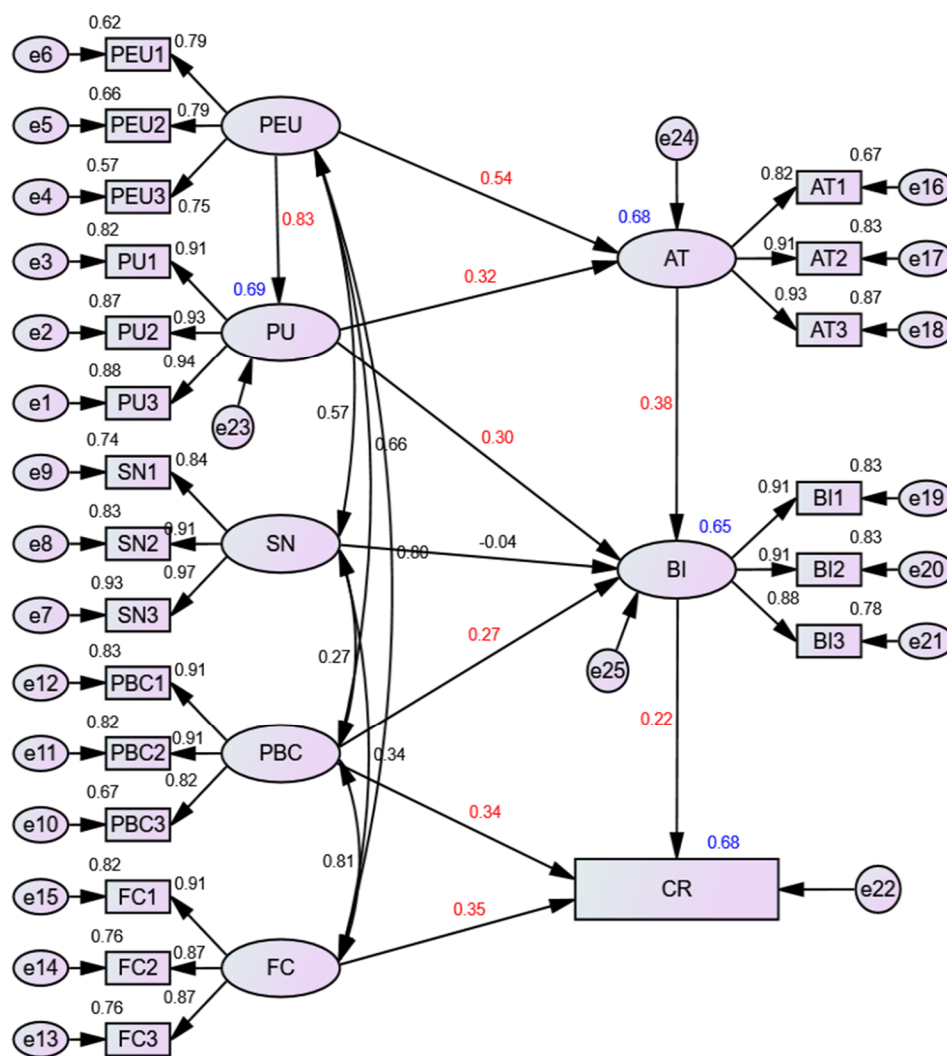 0.62
e6 PEU1 0.79
0.66
e5 PEU2 0.79
PEU
0.57
e4 PEU3 0.75
0.82
e3 PU1 0.91
0.87
e2 PU2 0.93
0.69
PU
0.88
e1 PU3 0.94
e23
0.83
0.74
e9 SN1 0.84
0.83
e8 SN2 0.91
SN
0.93
e7 SN3 0.97
0.83
e12 PBC1 0.91
0.82
e11 PBC2 0.91
PBC
0.67
e10 PBC3 0.82
0.82
e15 FC1 0.91
0.76
e14 FC2 0.87
FC
0.76
e13 FC3 0.87
0.57
0.66
0.80
0.27
0.34
0.81
0.54
0.32
0.30
-0.04
0.27
0.34
0.35
e24
0.68
AT
0.82 AT1 0.67 e16
0.91 AT2 0.83 e17
0.93 AT3 0.87 e18
0.38
0.65
BI
e25
0.91 BI1 0.83 e19
0.91 BI2 0.83 e20
0.88 BI3 0.78 e21
0.22
0.68
CR
e22